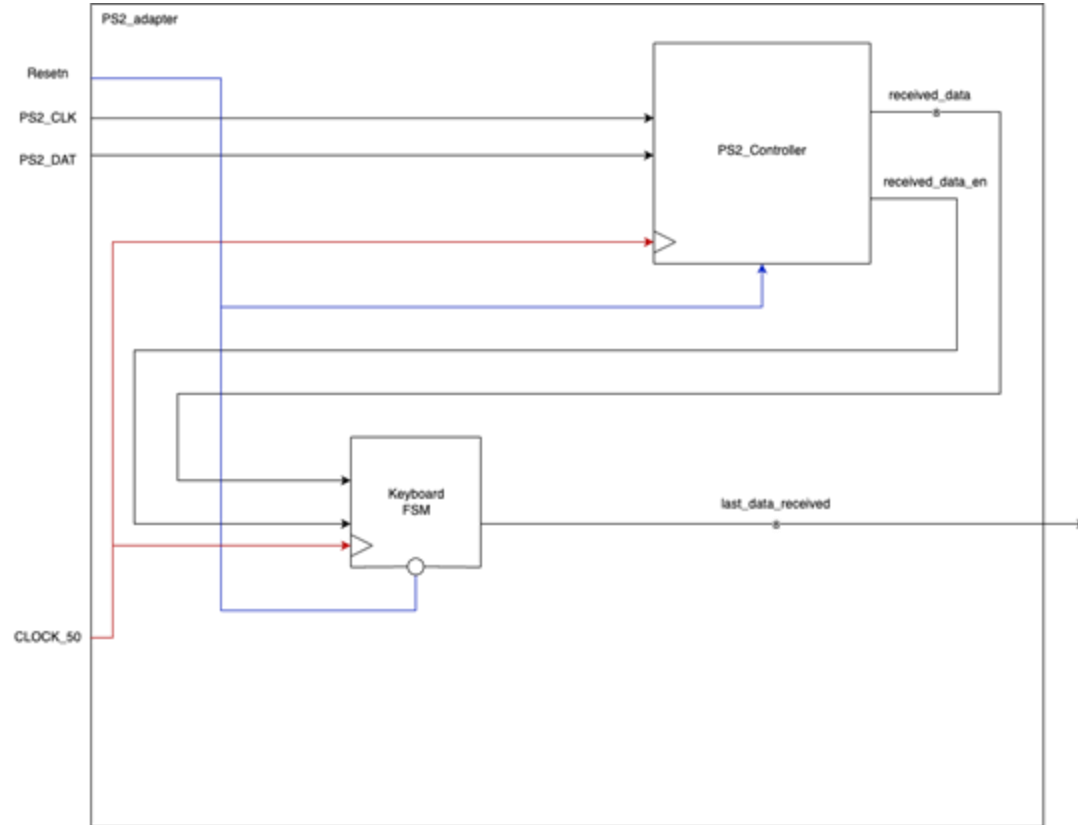 PS2_adapter
Resetn
PS2_CLK
PS2_DAT
PS2_Controller
received_data
8
received_data_en
Keyboard
FSM
last_data_received
8
CLOCK_50